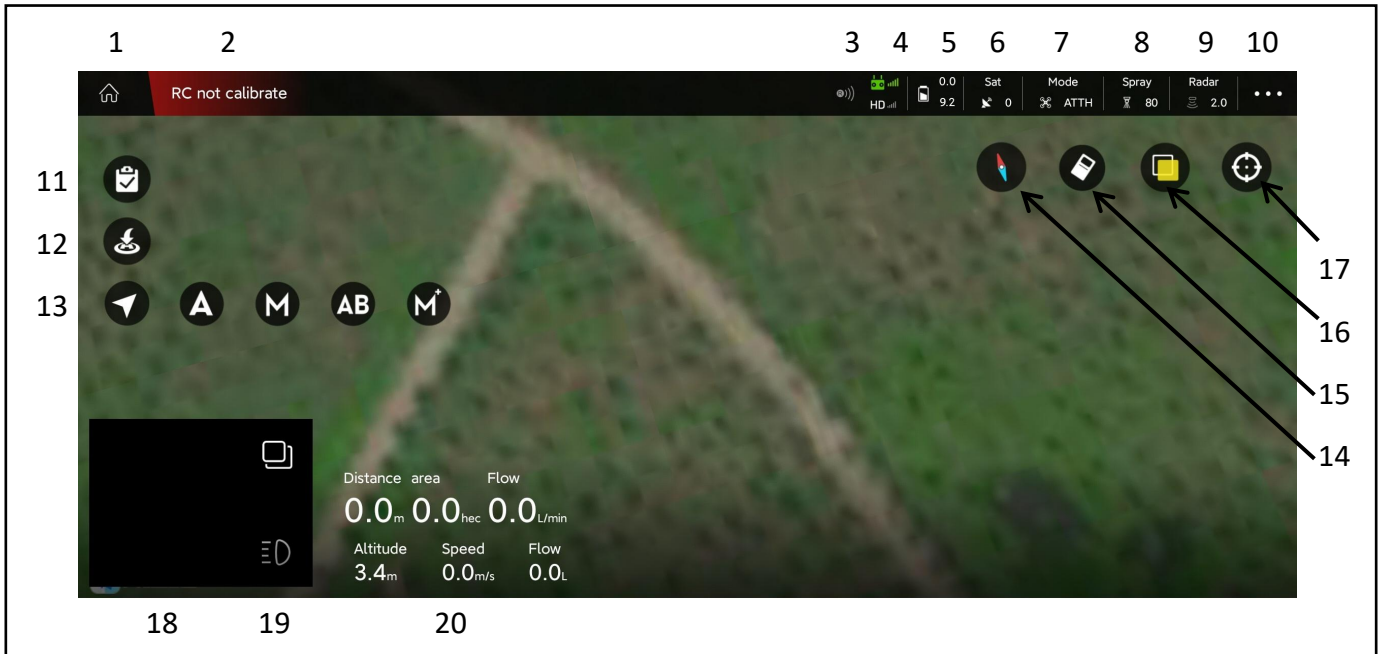 1 2 3 4 5 6 7 8 9 10
RC not calibrate
HD
0.0
9.2
Sat
0
Mode
ATTH
Spray
80
Radar
2.0
11
12
13 A M AB M+
17
16
15
14
Distance area Flow
0.0m 0.0hec 0.0L/min
Altitude Speed Flow
3.4m 0.0m/s 0.0L
18 19 20